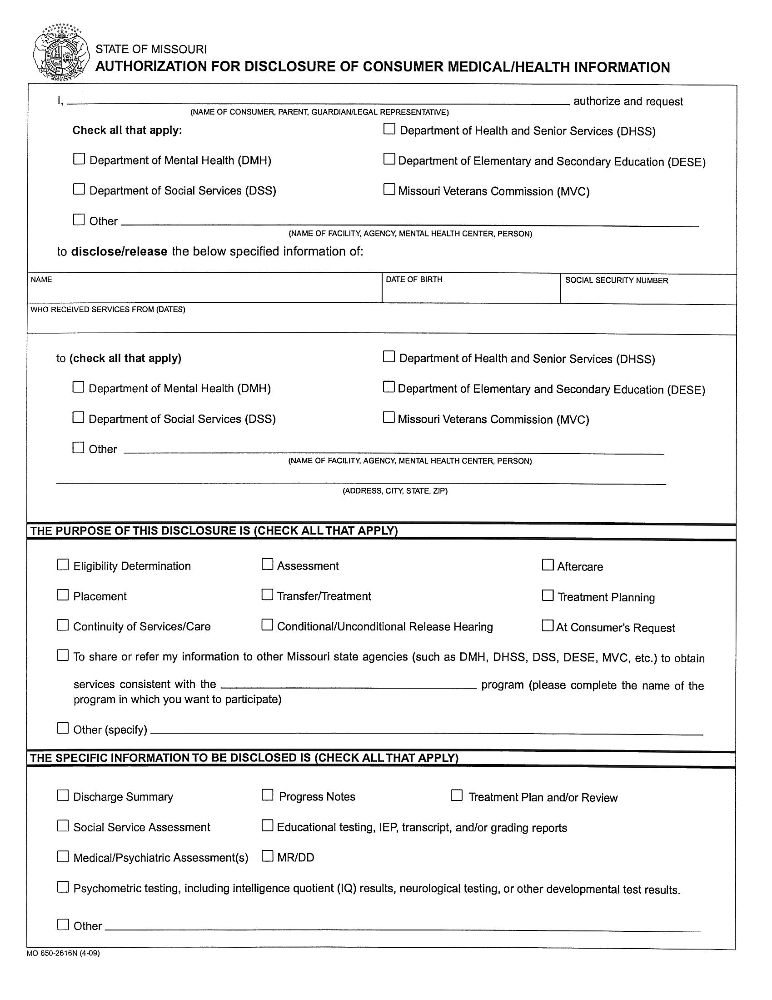 STATE OF MISSOURI
AUTHORIZATION FOR DISCLOSURE OF CONSUMER MEDICAL/HEALTH INFORMATION
I, authorize and request
(NAME OF CONSUMER, PARENT, GUARDIAN/LEGAL REPRESENTATIVE)
Check all that apply: Department of Health and Senior Services (DHSS)
Department of Mental Health (DMH) Department of Elementary and Secondary Education (DESE)
Department of Social Services (DSS) Missouri Veterans Commission (MVC)
Other
(NAME OF FACILITY, AGENCY, MENTAL HEALTH CENTER, PERSON)
to disclose/release the below specified information of:
NAME DATE OF BIRTH SOCIAL SECURITY NUMBER
WHO RECEIVED SERVICES FROM (DATES)
to (check all that apply) Department of Health and Senior Services (DHSS)
Department of Mental Health (DMH) Department of Elementary and Secondary Education (DESE)
Department of Social Services (DSS) Missouri Veterans Commission (MVC)
Other
(NAME OF FACILITY, AGENCY, MENTAL HEALTH CENTER, PERSON)
(ADDRESS, CITY, STATE, ZIP)
THE PURPOSE OF THIS DISCLOSURE IS (CHECK ALL THAT APPLY)
Eligibility Determination Assessment Aftercare
Placement Transfer/Treatment Treatment Planning
Continuity of Services/Care Conditional/Unconditional Release Hearing At Consumer's Request
To share or refer my information to other Missouri state agencies (such as DMH, DHSS, DSS, DESE, MVC, etc.) to obtain
services consistent with the program (please complete the name of the
program in which you want to participate)
Other (specify)
THE SPECIFIC INFORMATION TO BE DISCLOSED IS (CHECK ALL THAT APPLY)
Discharge Summary Progress Notes Treatment Plan and/or Review
Social Service Assessment Educational testing, IEP, transcript, and/or grading reports
Medical/Psychiatric Assessment(s) MR/DD
Psychometric testing, including intelligence quotient (IQ) results, neurological testing, or other developmental test results.
Other
MO 650-2616N (4-09)